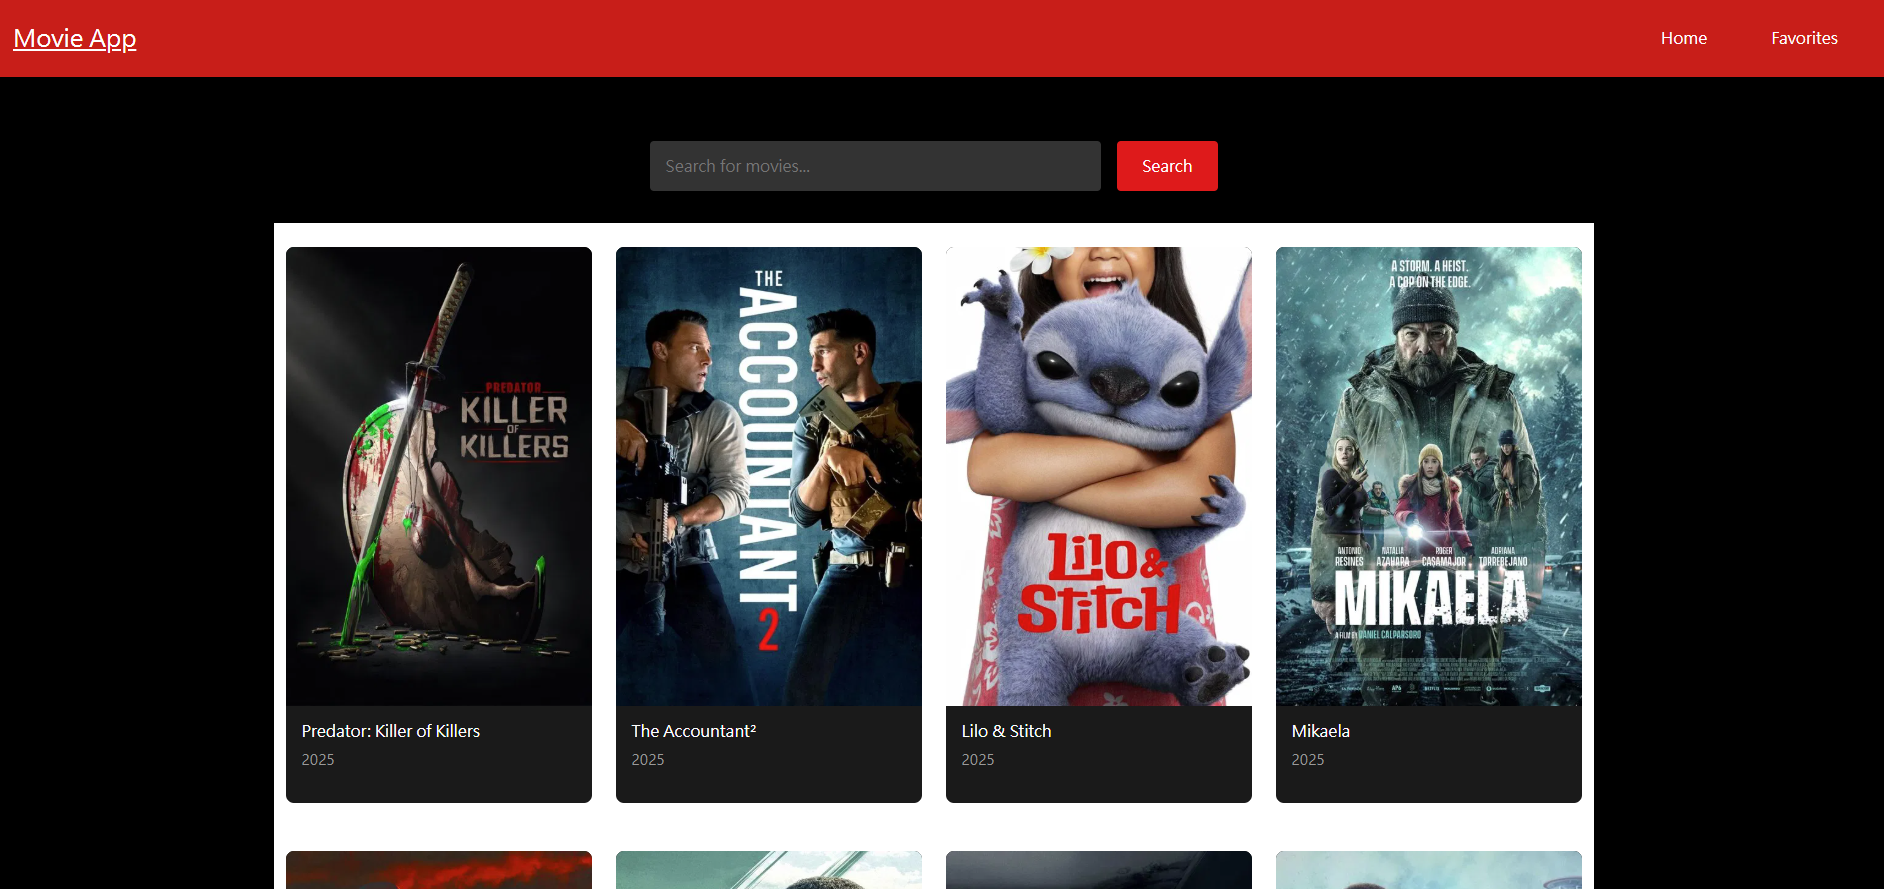 Movie App
Home
Favorites
Search for movies...
Search
PREDATOR
KILLER
OF
KILLERS
THE
ACCOUNTANT
2
LILO &
STITCH
A STORM. A HEIST.
A COP ON THE EDGE.
ANTONIO RESINES
NATALIA AZAHARA
ROGER CASAMAJOR
ADRIANA TORREBEJANO
MIKAELA
A FILM BY DANIEL CALPARSORO
NETFLIX
Predator: Killer of Killers
2025
The Accountant²
2025
Lilo & Stitch
2025
Mikaela
2025